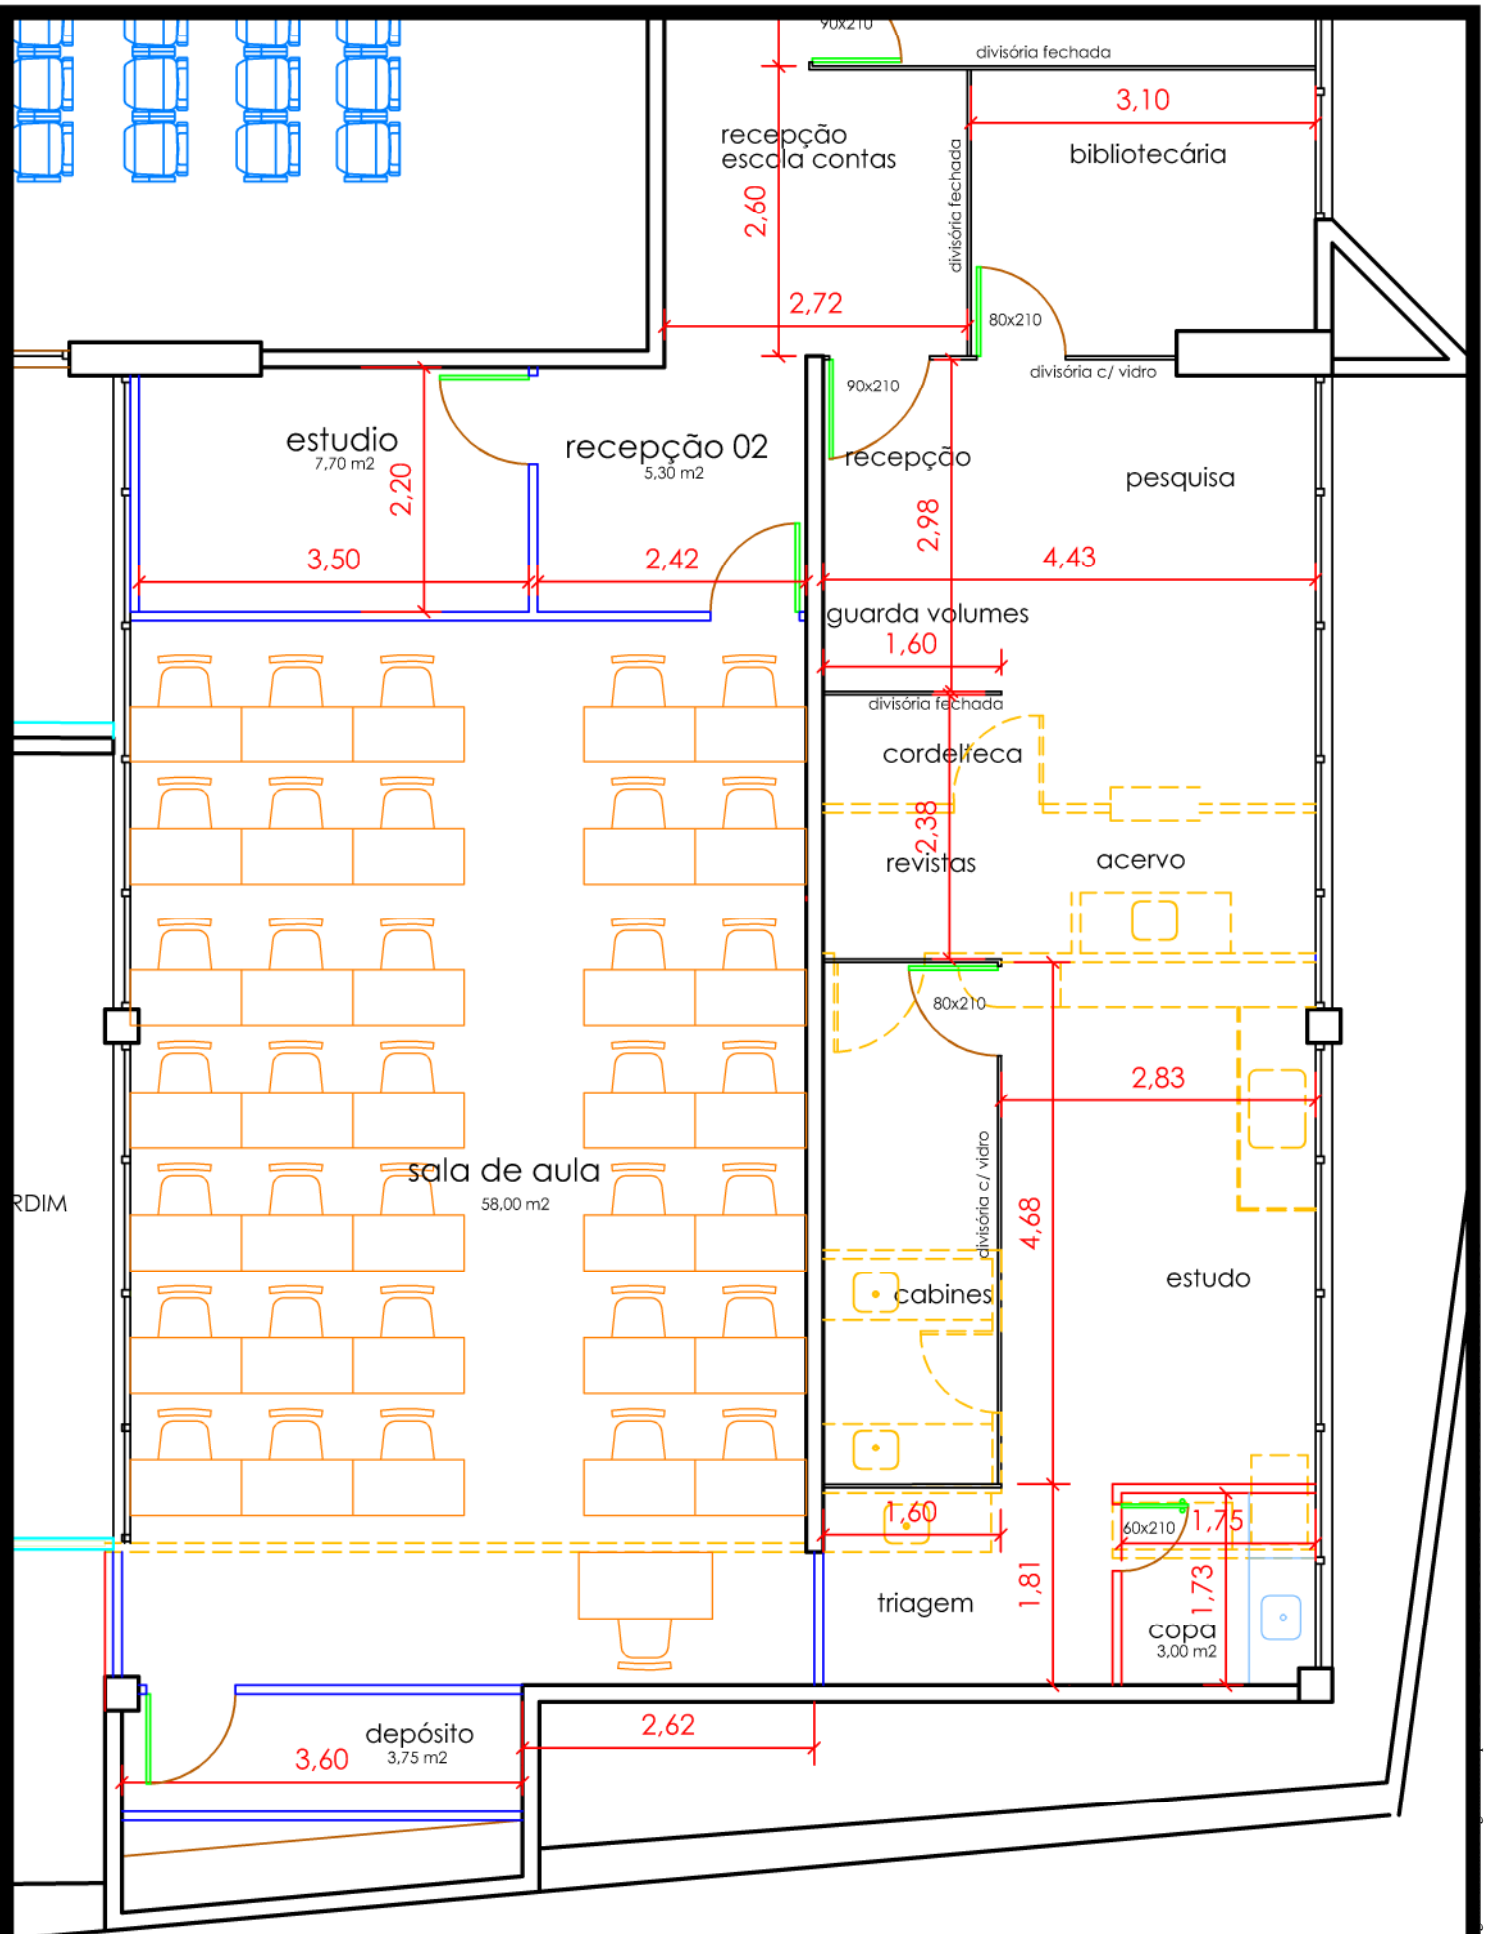 90x210
divisória fechada
3,10
recepção
escola contas
bibliotecária
divisória fechada
2,60
2,72
80x210
divisória c/ vidro
90x210
estudio
7,70 m2
recepção 02
5,30 m2
recepção
pesquisa
2,20
2,98
3,50
2,42
4,43
guarda volumes
1,60
divisória fechada
cordelteca
2,38
revistas
acervo
80x210
2,83
divisória c/ vidro
sala de aula
58,00 m2
RDIM
4,68
estudo
cabines
1,60
60x210
1,75
1,81
1,73
triagem
copa
3,00 m2
depósito
3,75 m2
2,62
3,60